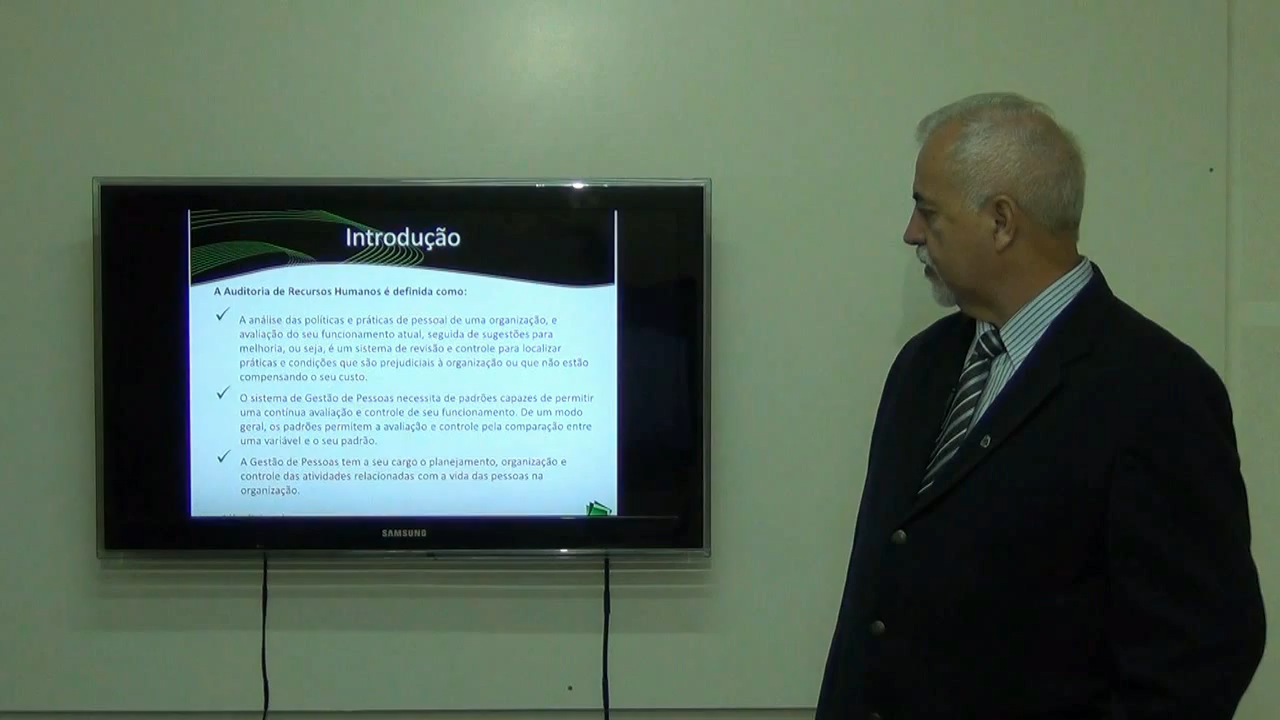 Introdução
A Auditoria de Recursos Humanos é definida como:
A análise das políticas e práticas de pessoal de uma organização, e
avaliação do seu funcionamento atual, seguida de sugestões para
melhoria, ou seja, é um sistema de revisão e controle para localizar
práticas e condições que são prejudiciais à organização ou que não estão
compensando o seu custo.
O sistema de Gestão de Pessoas necessita de padrões capazes de permitir
uma contínua avaliação e controle de seu funcionamento. De um modo
geral, os padrões permitem a avaliação e controle pela comparação entre
uma variável e o seu padrão.
A Gestão de Pessoas tem a seu cargo o planejamento, organização e
controle das atividades relacionadas com a vida das pessoas na
organização.
SAMSUNG